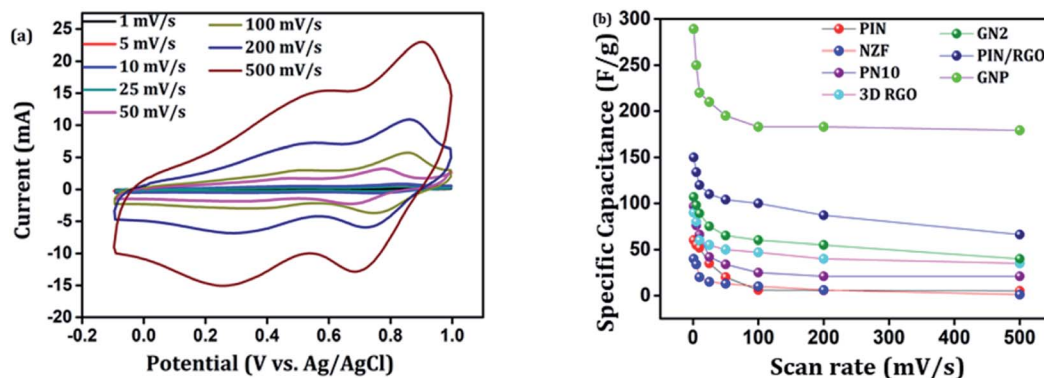 (a)
1 mV/s
5 mV/s
10 mV/s
25 mV/s
50 mV/s
100 mV/s
200 mV/s
500 mV/s
25
20
15
10
5
0
-5
-10
-15
-20
Current (mA)
-0.2 0.0 0.2 0.4 0.6 0.8 1.0
Potential (V vs. Ag/AgCl)
(b)
PIN
NZF
PN10
3D RGO
GN2
PIN/RGO
GNP
300
250
200
150
100
50
0
Specific Capacitance (F/g)
0 100 200 300 400 500
Scan rate (mV/s)